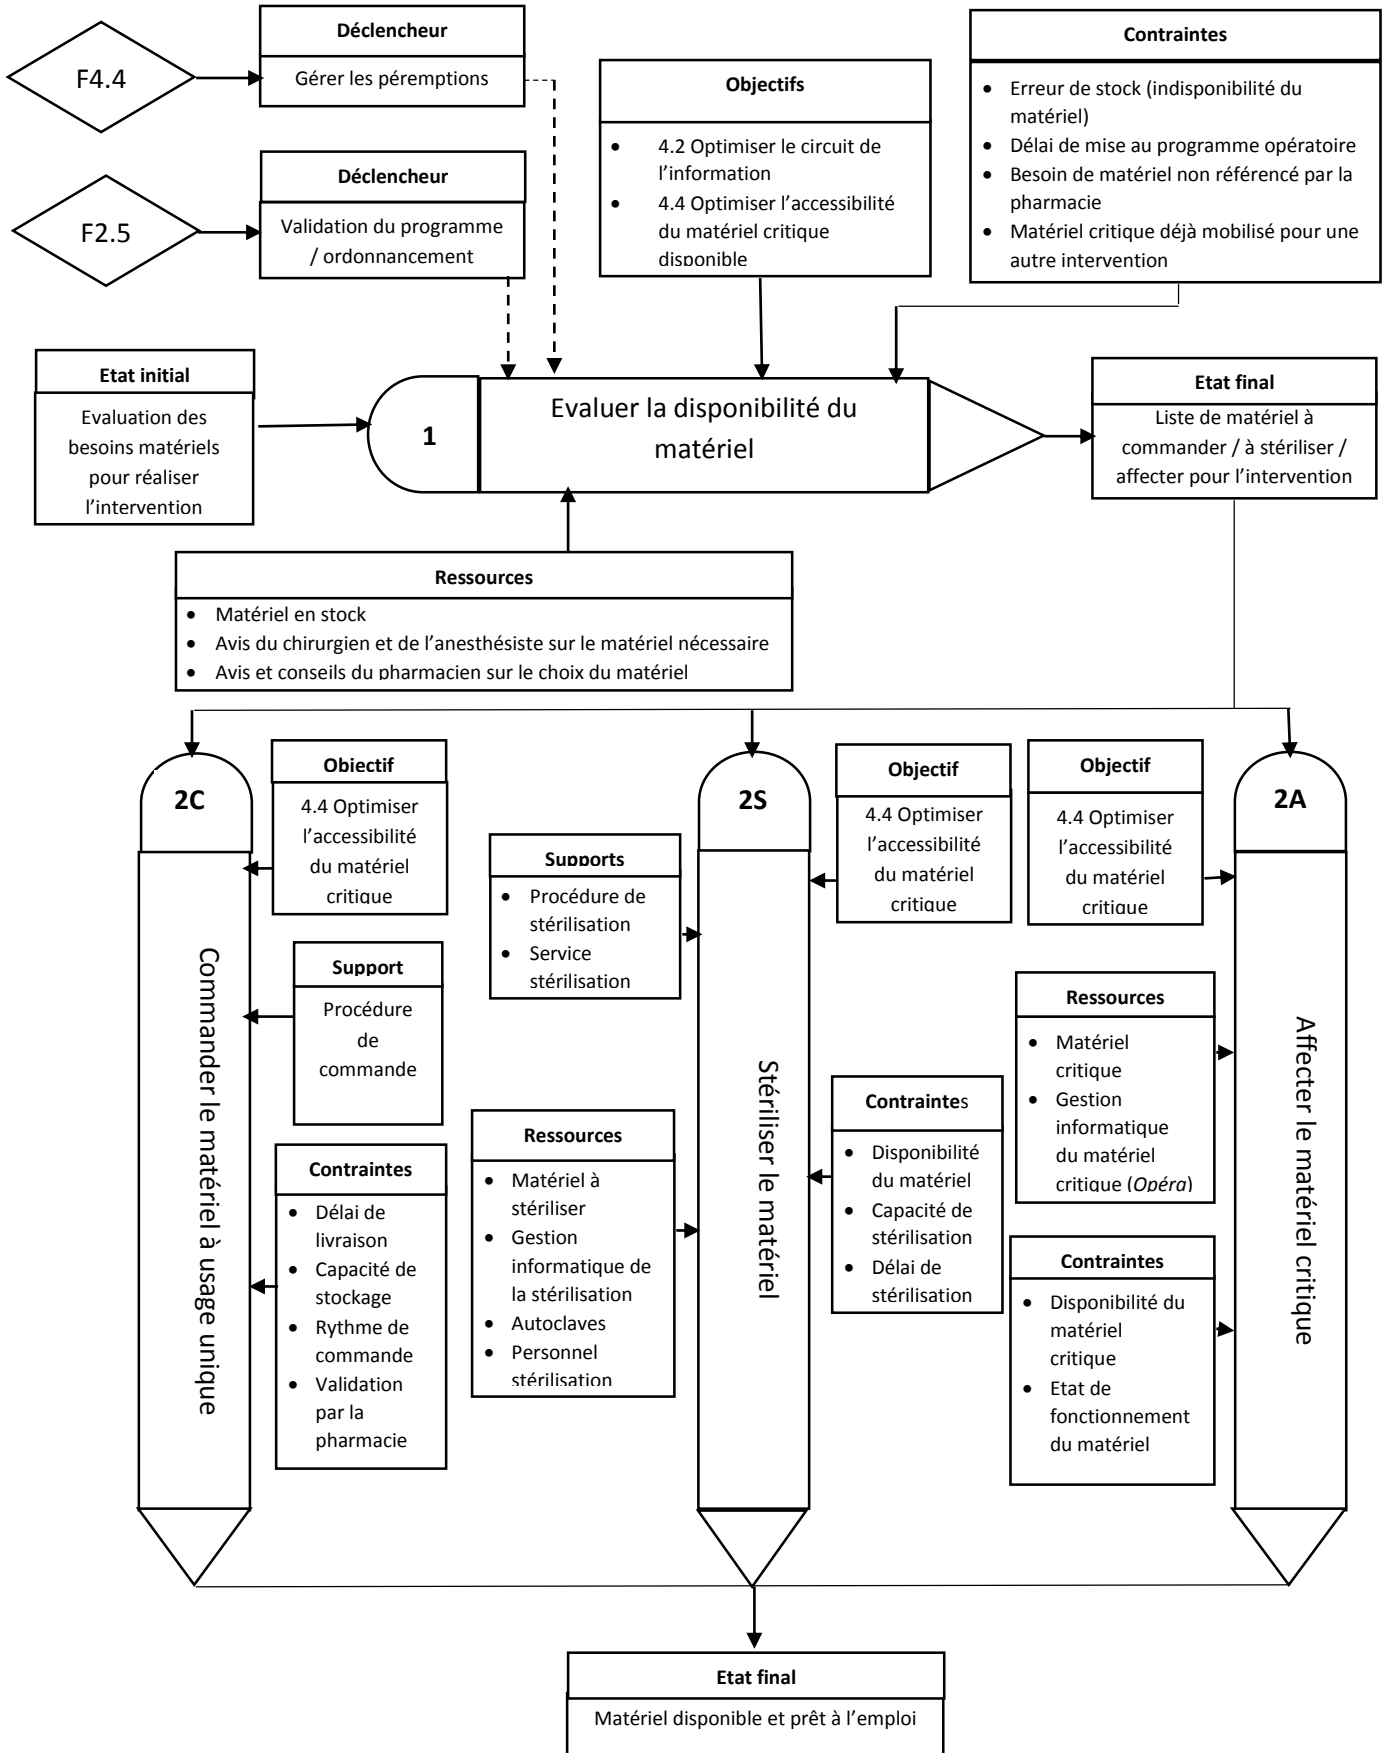 F4.4
Déclencheur
Gérer les péremptions
F2.5
Déclencheur
Validation du programme
/ ordonnancement
Objectifs
• 4.2 Optimiser le circuit de
l'information
• 4.4 Optimiser l'accessibilité
du matériel critique
disponible
Contraintes
• Erreur de stock (indisponibilité du
matériel)
• Délai de mise au programme opératoire
• Besoin de matériel non référencé par la
pharmacie
• Matériel critique déjà mobilisé pour une
autre intervention
Etat initial
Evaluation des
besoins matériels
pour réaliser
l'intervention
1
Evaluer la disponibilité du
matériel
Etat final
Liste de matériel à
commander / à stériliser /
affecter pour l'intervention
Ressources
• Matériel en stock
• Avis du chirurgien et de l'anesthésiste sur le matériel nécessaire
• Avis et conseils du pharmacien sur le choix du matériel
2C
Commander le matériel à usage unique
Objectif
4.4 Optimiser
l'accessibilité
du matériel
critique
Support
Procédure
de
commande
Contraintes
• Délai de
livraison
• Capacité de
stockage
• Rythme de
commande
• Validation
par la
pharmacie
2S
Stériliser le matériel
Supports
• Procédure de
stérilisation
• Service
stérilisation
Ressources
• Matériel à
stériliser
• Gestion
informatique de
la stérilisation
• Autoclaves
• Personnel
stérilisation
Objectif
4.4 Optimiser
l'accessibilité
du matériel
critique
Contraintes
• Disponibilité
du matériel
• Capacité de
stérilisation
• Délai de
stérilisation
2A
Affecter le matériel critique
Objectif
4.4 Optimiser
l'accessibilité
du matériel
critique
Ressources
• Matériel
critique
• Gestion
informatique
du matériel
critique (Opéra)
Contraintes
• Disponibilité du
matériel
critique
• Etat de
fonctionnement
du matériel
Etat final
Matériel disponible et prêt à l'emploi